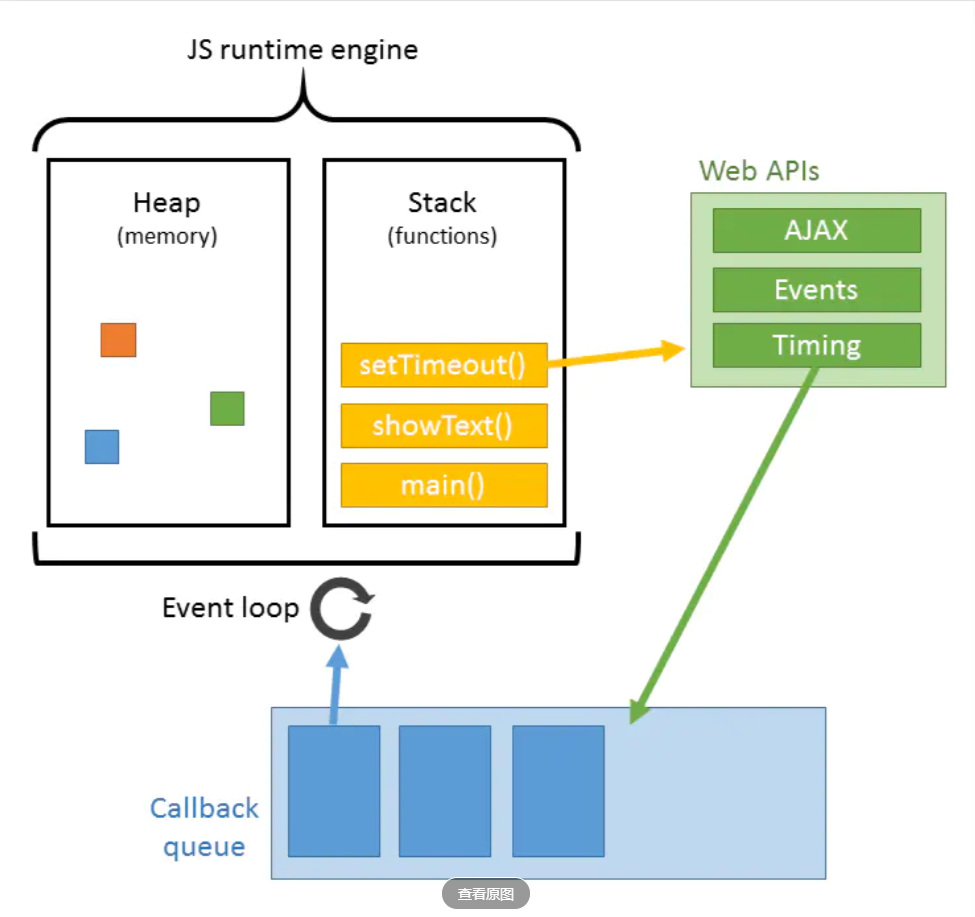 JS runtime engine
Heap
(memory)
Stack
(functions)
setTimeout()
showText()
main()
Web APIs
AJAX
Events
Timing
Event loop
Callback
queue
查看原图